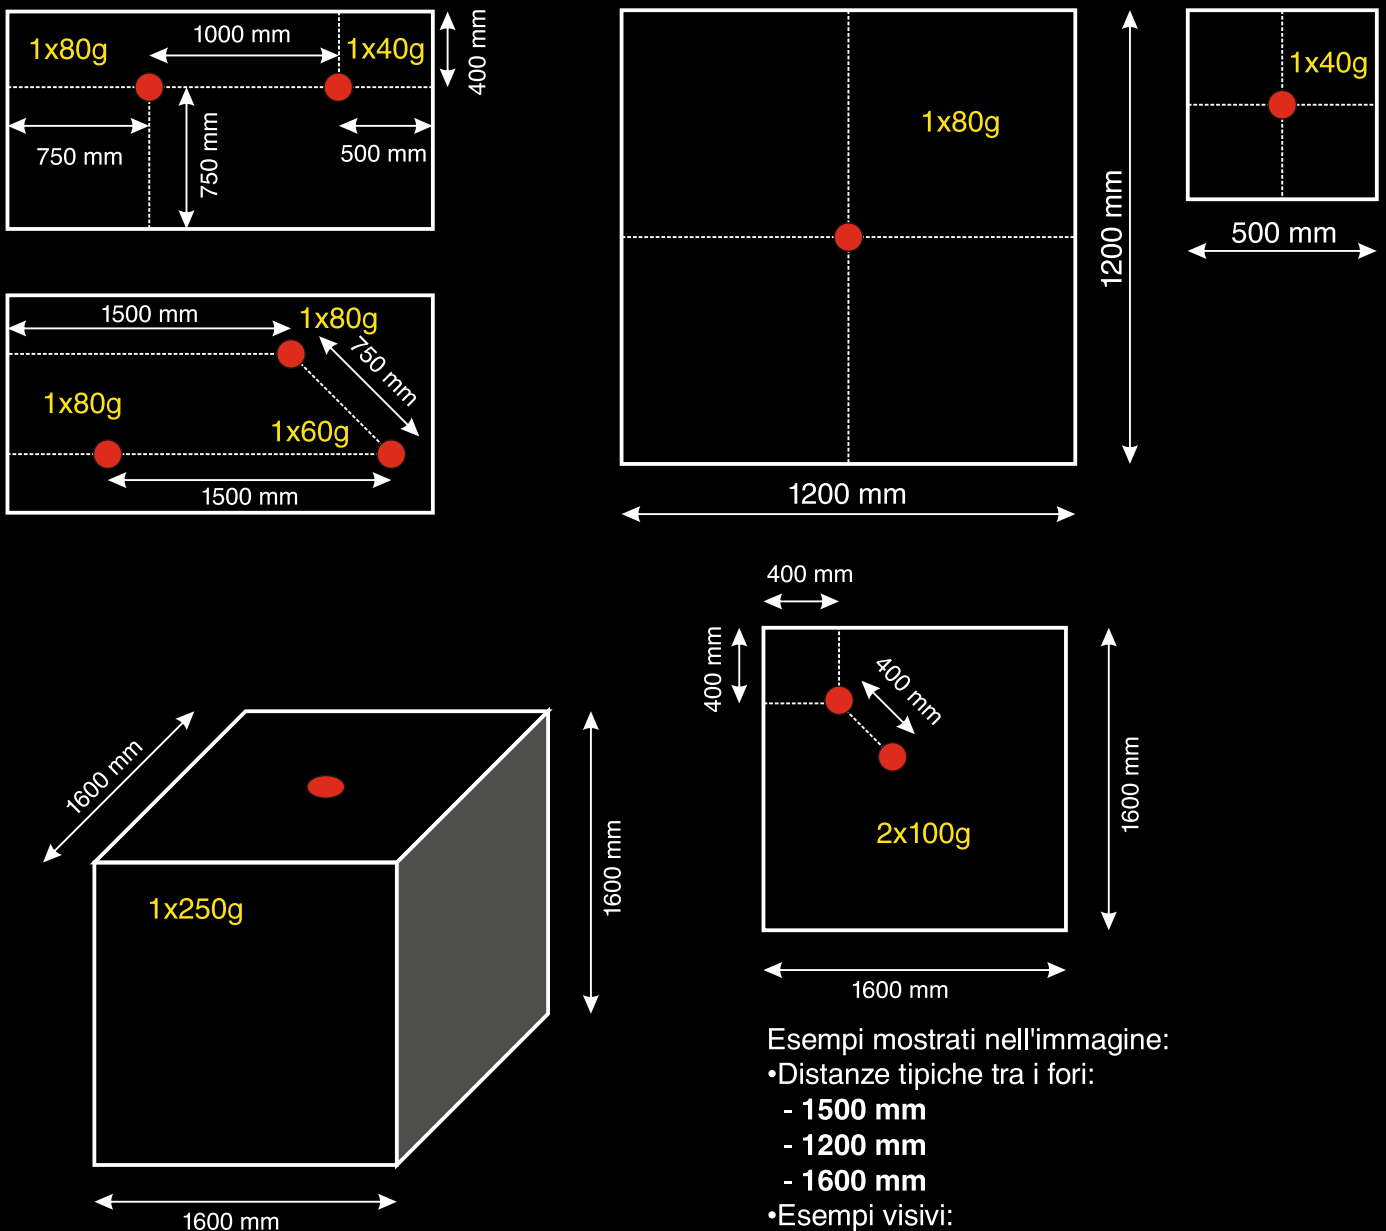 1x80g
1000 mm
1x40g
400 mm
750 mm
750 mm
500 mm
1x80g
1200 mm
1200 mm
1x40g
500 mm
1500 mm
1x80g
750 mm
1x80g
1x60g
1500 mm
1600 mm
1x250g
1600 mm
1600 mm
400 mm
400 mm
400 mm
2x100g
1600 mm
1600 mm
Esempi mostrati nell'immagine:
•Distanze tipiche tra i fori:
- 1500 mm
- 1200 mm
- 1600 mm
•Esempi visivi: